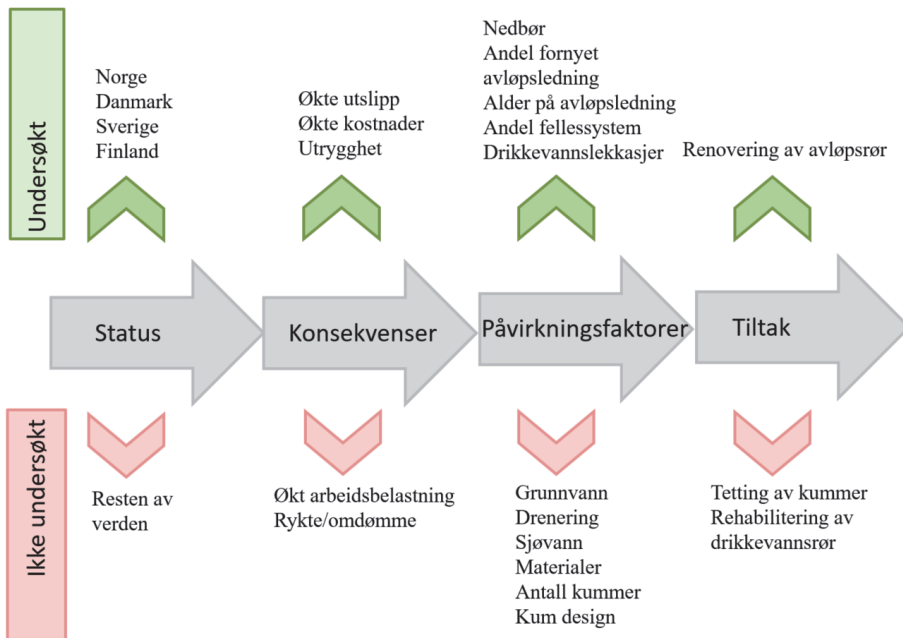 Undersøkt
Norge
Danmark
Sverige
Finland
Økte utslipp
Økte kostnader
Utrygghet
Nedbør
Andel fornyet
avløpsledning
Alder på avløpsledning
Andel fellessystem
Drikkevannslekkasjer
Renovering av avløpsrør
Status
Konsekvenser
Påvirkningsfaktorer
Tiltak
Ikke undersøkt
Resten av
verden
Økt arbeidsbelastning
Rykte/omdømme
Grunnvann
Drenering
Sjøvann
Materialer
Antall kummer
Kum design
Tetting av kummer
Rehabilitering av
drikkevannsrør